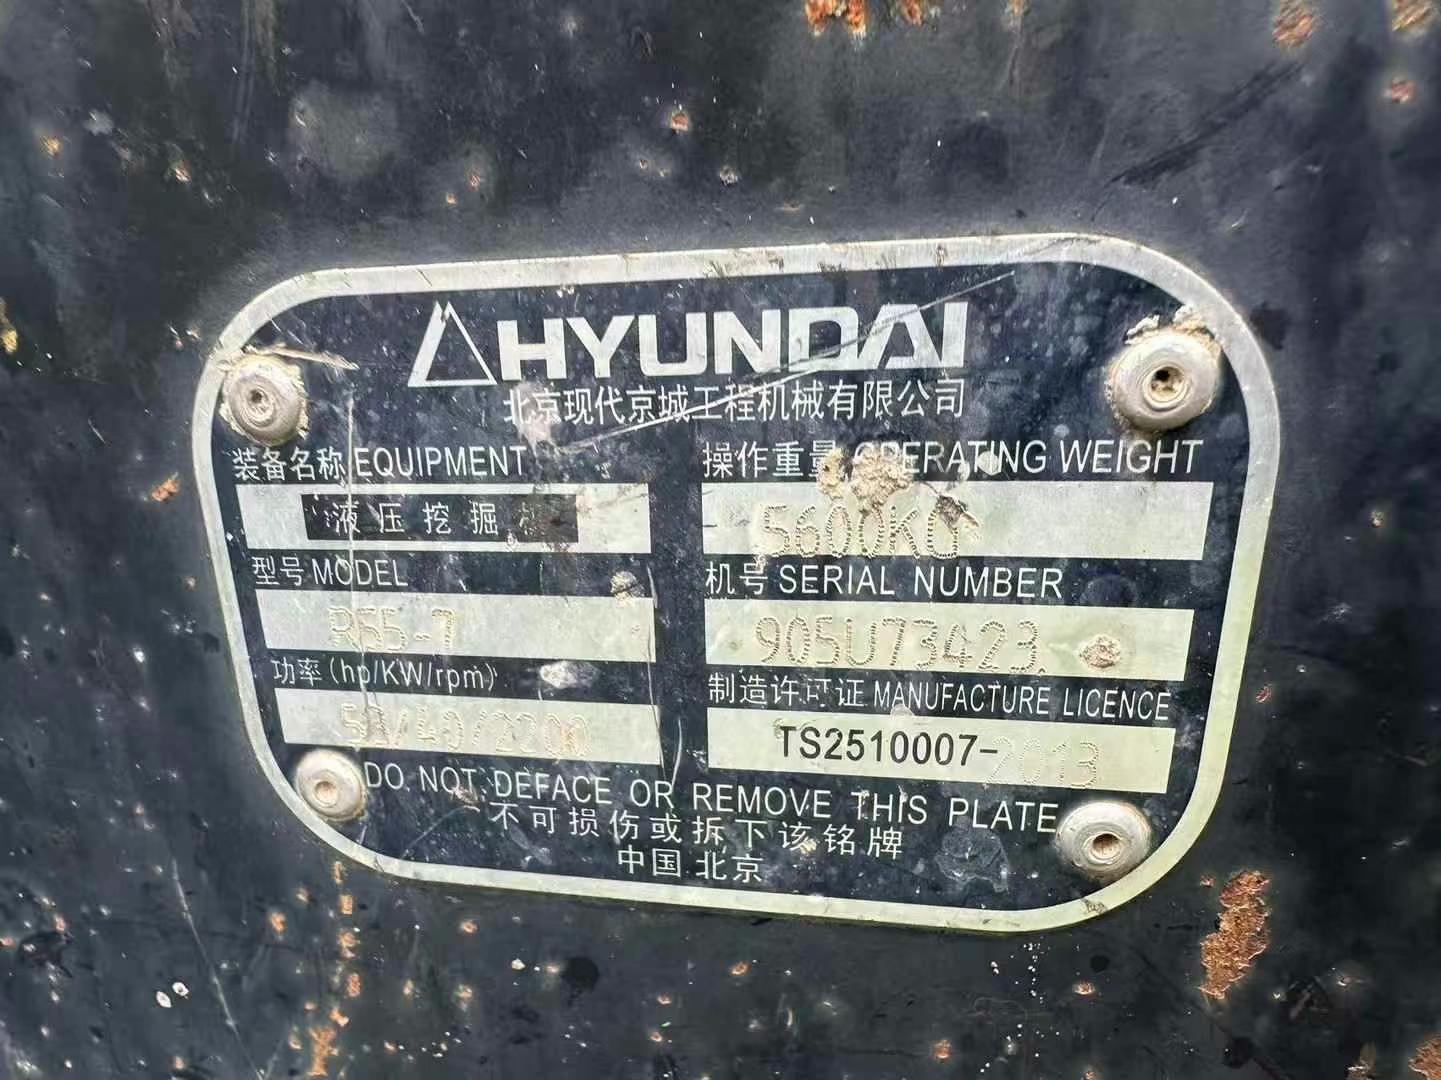 HYUNDAI
北京现代京城工程机械有限公司
装备名称 EQUIPMENT
液压挖掘机
操作重量 OPERATING WEIGHT
5600KG
型号 MODEL
R55-7
机号 SERIAL NUMBER
905U73423
功率(hp/KW/rpm)
53/40/2200
制造许可证 MANUFACTURE LICENCE
TS2510007-2013
DO NOT DEFACE OR REMOVE THIS PLATE
不可损伤或拆下该铭牌
中国 北京